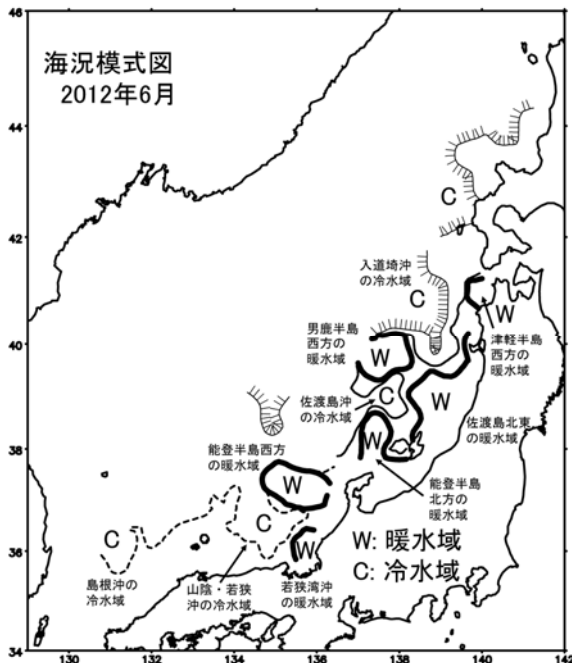 46
海況模式図
2012年6月
44
C
42
入道埼沖
の冷水域
C
W
男鹿半島
西方の
暖水域
津軽半島
西方の
暖水域
40
W
C
W
佐渡島沖
の冷水域
佐渡島北東
の暖水域
38
能登半島西方
の暖水域
W
能登半島
北方の
暖水域
W
C
C
W
W: 暖水域
C: 冷水域
36
島根沖の
冷水域
山陰・若狭
沖の冷水域
若狭湾沖
の暖水域
34
130
132
134
136
138
140
142